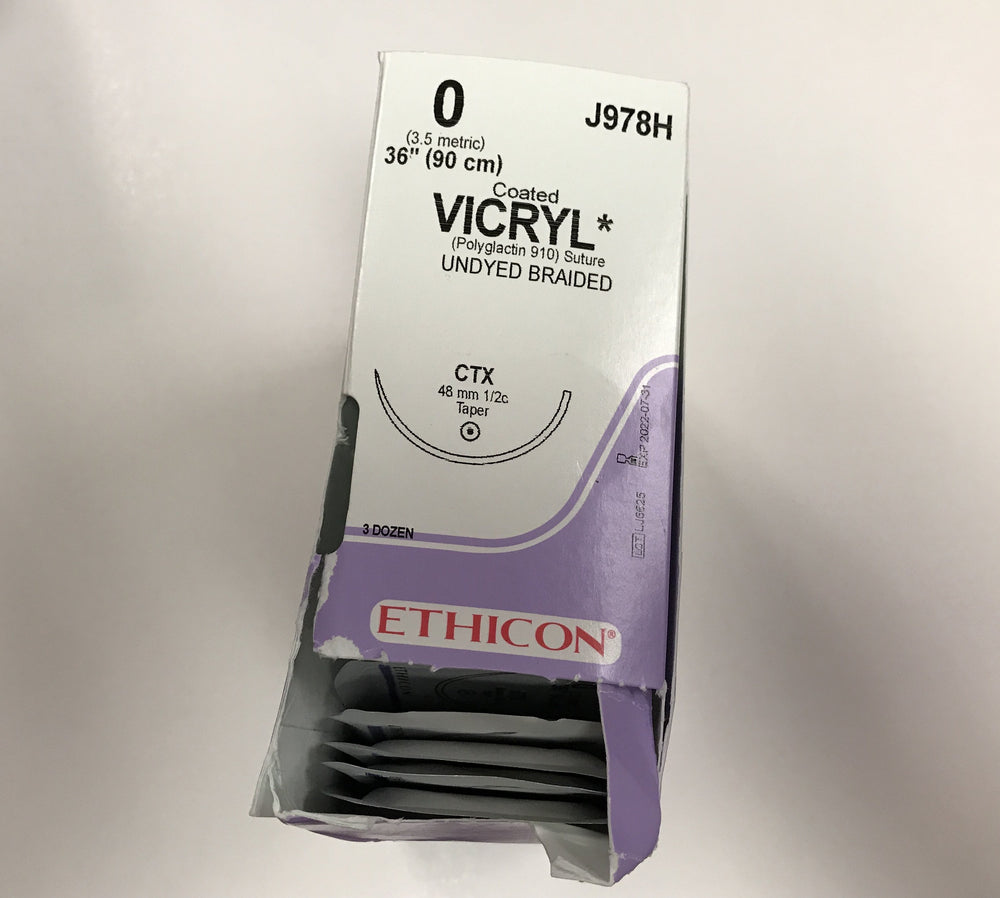 0
J978H
(3.5 metric)
36" (90 cm)
Coated
VICRYL*
(Polyglactin 910) Suture
UNDYED BRAIDED
CTX
48 mm 1/2c
Taper
EXP 2022-07-31
LOT LJ6625
3 DOZEN
ETHICON®
ETHICON